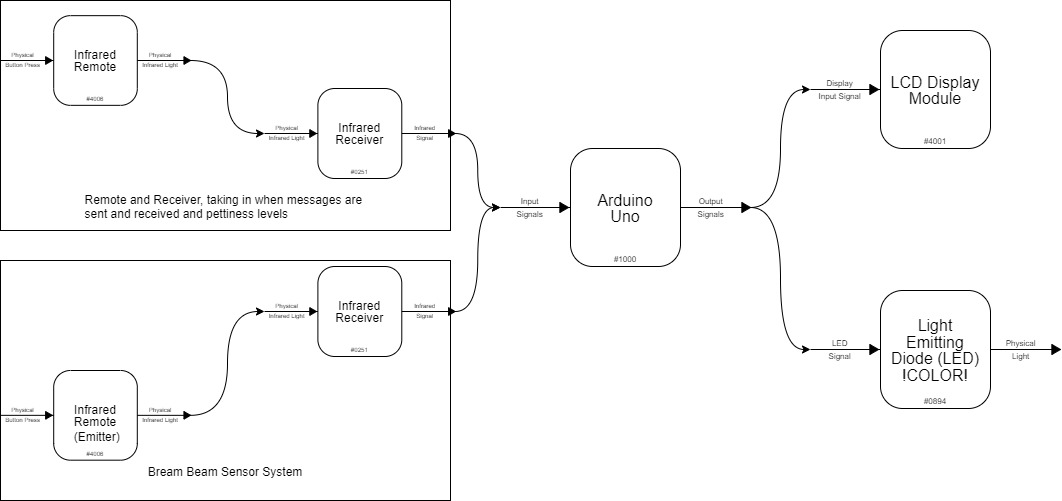 Physical
Button Press
Infrared
Remote
#4006
Physical
Infrared Light
Physical
Infrared Light
Infrared
Receiver
#0251
Infrared
Signal
Remote and Receiver, taking in when messages are
sent and received and pettiness levels
Physical
Button Press
Infrared
Remote
(Emitter)
#4006
Physical
Infrared Light
Physical
Infrared Light
Infrared
Receiver
#0251
Infrared
Signal
Bream Beam Sensor System
Input
Signals
Arduino
Uno
#1000
Output
Signals
Display
Input Signal
LCD Display
Module
#4001
LED
Signal
Light
Emitting
Diode (LED)
!COLOR!
#0894
Physical
Light